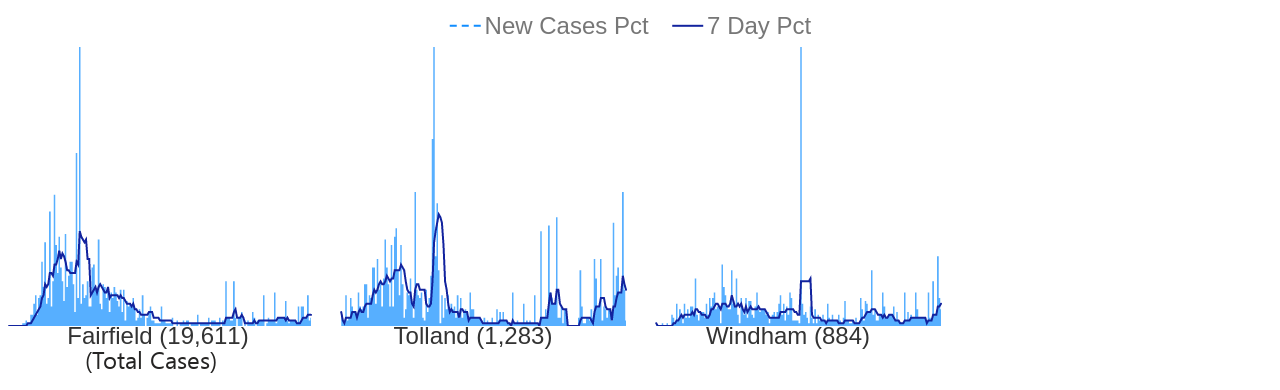 New Cases Pct 7 Day Pct
Fairfield (19,611) Tolland (1,283) Windham (884)
(Total Cases)